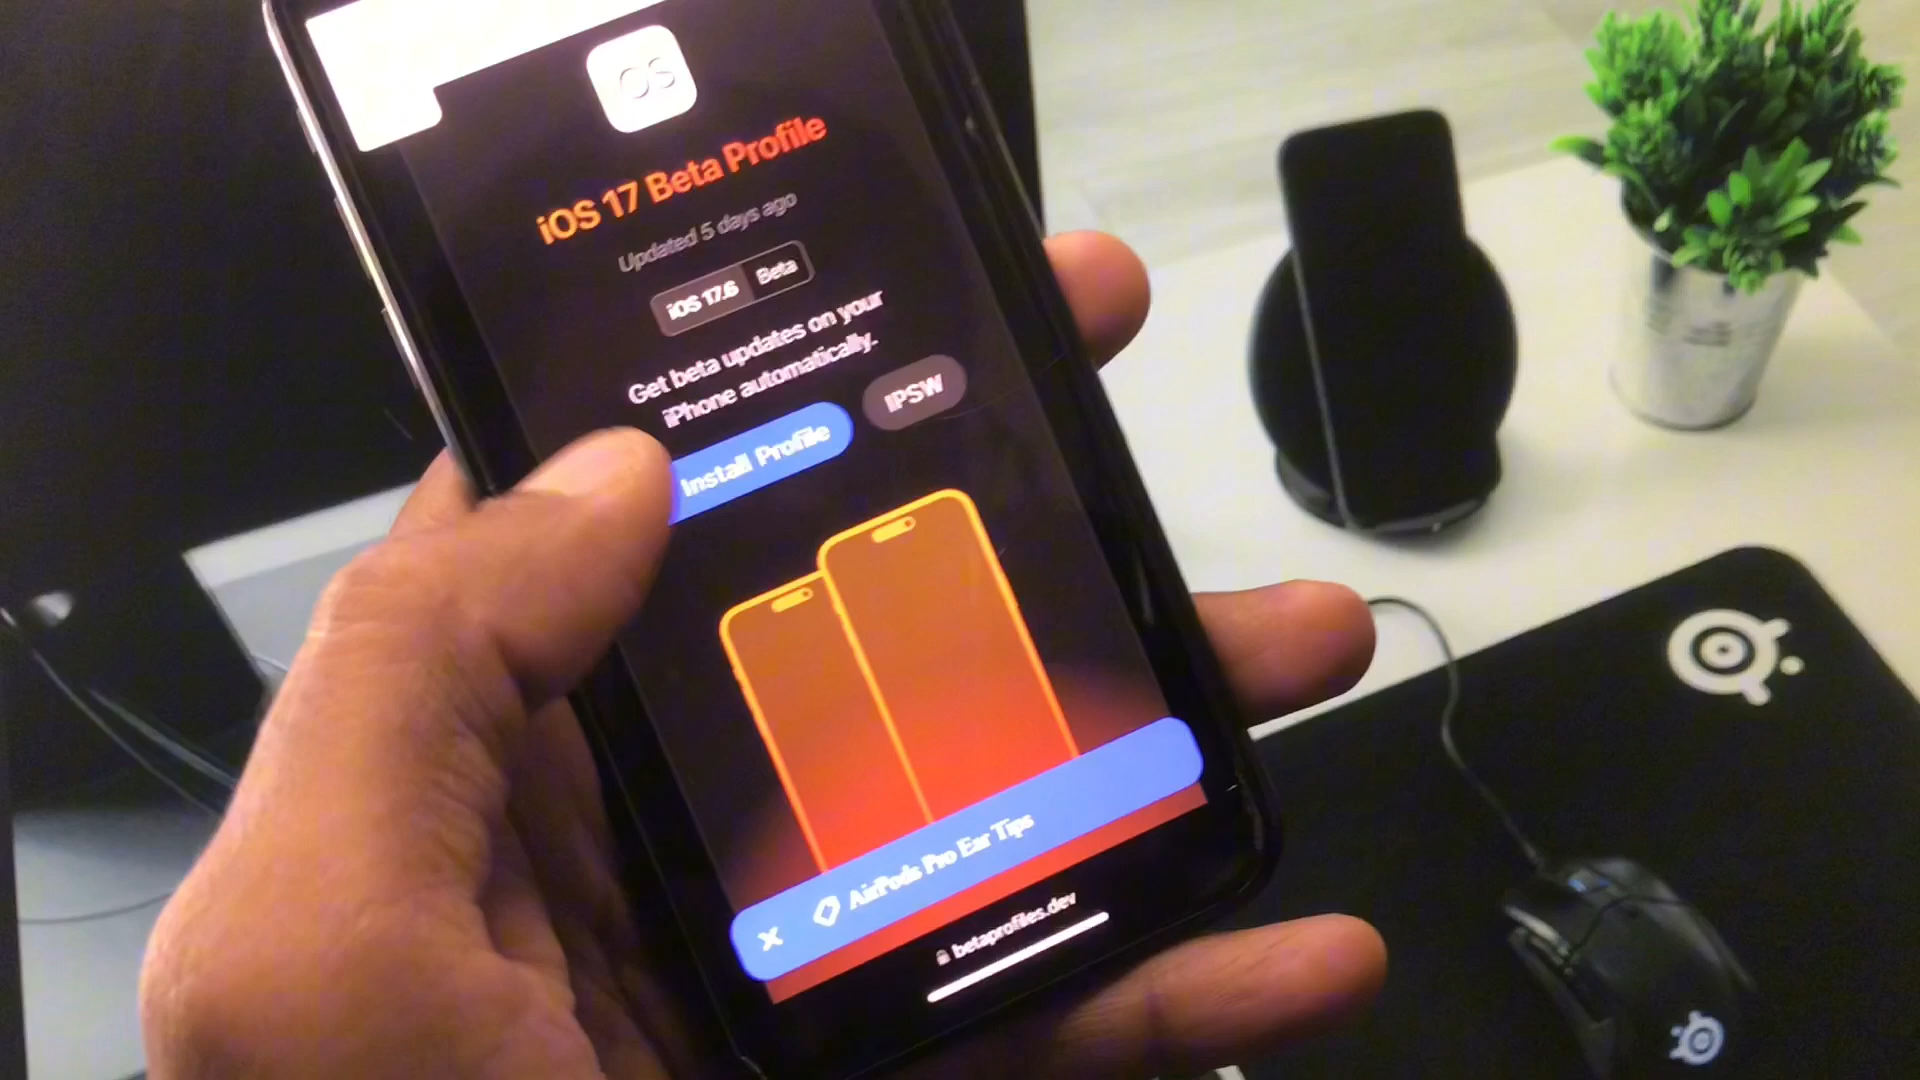 iOS
iOS 17 Beta Profile
Updated 5 days ago
iOS 17.6 Beta
Get beta updates on your
iPhone automatically.
Install Profile IPSW
AirPods Pro Ear Tips
betaprofiles.dev